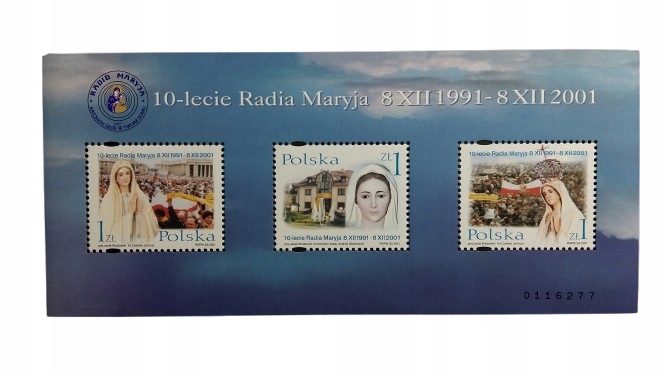 RADIO MARYJA
10-lecie Radia Maryja 8 XII 1991 - 8 XII 2001
10-lecie Radia Maryja 8 XII 1991 - 8 XII 2001
1 ZŁ Polska
Polska ZŁ 1
10-lecie Radia Maryja 8 XII 1991 - 8 XII 2001
10-lecie Radia Maryja 8 XII 1991 - 8 XII 2001
Polska ZŁ 1
0116277